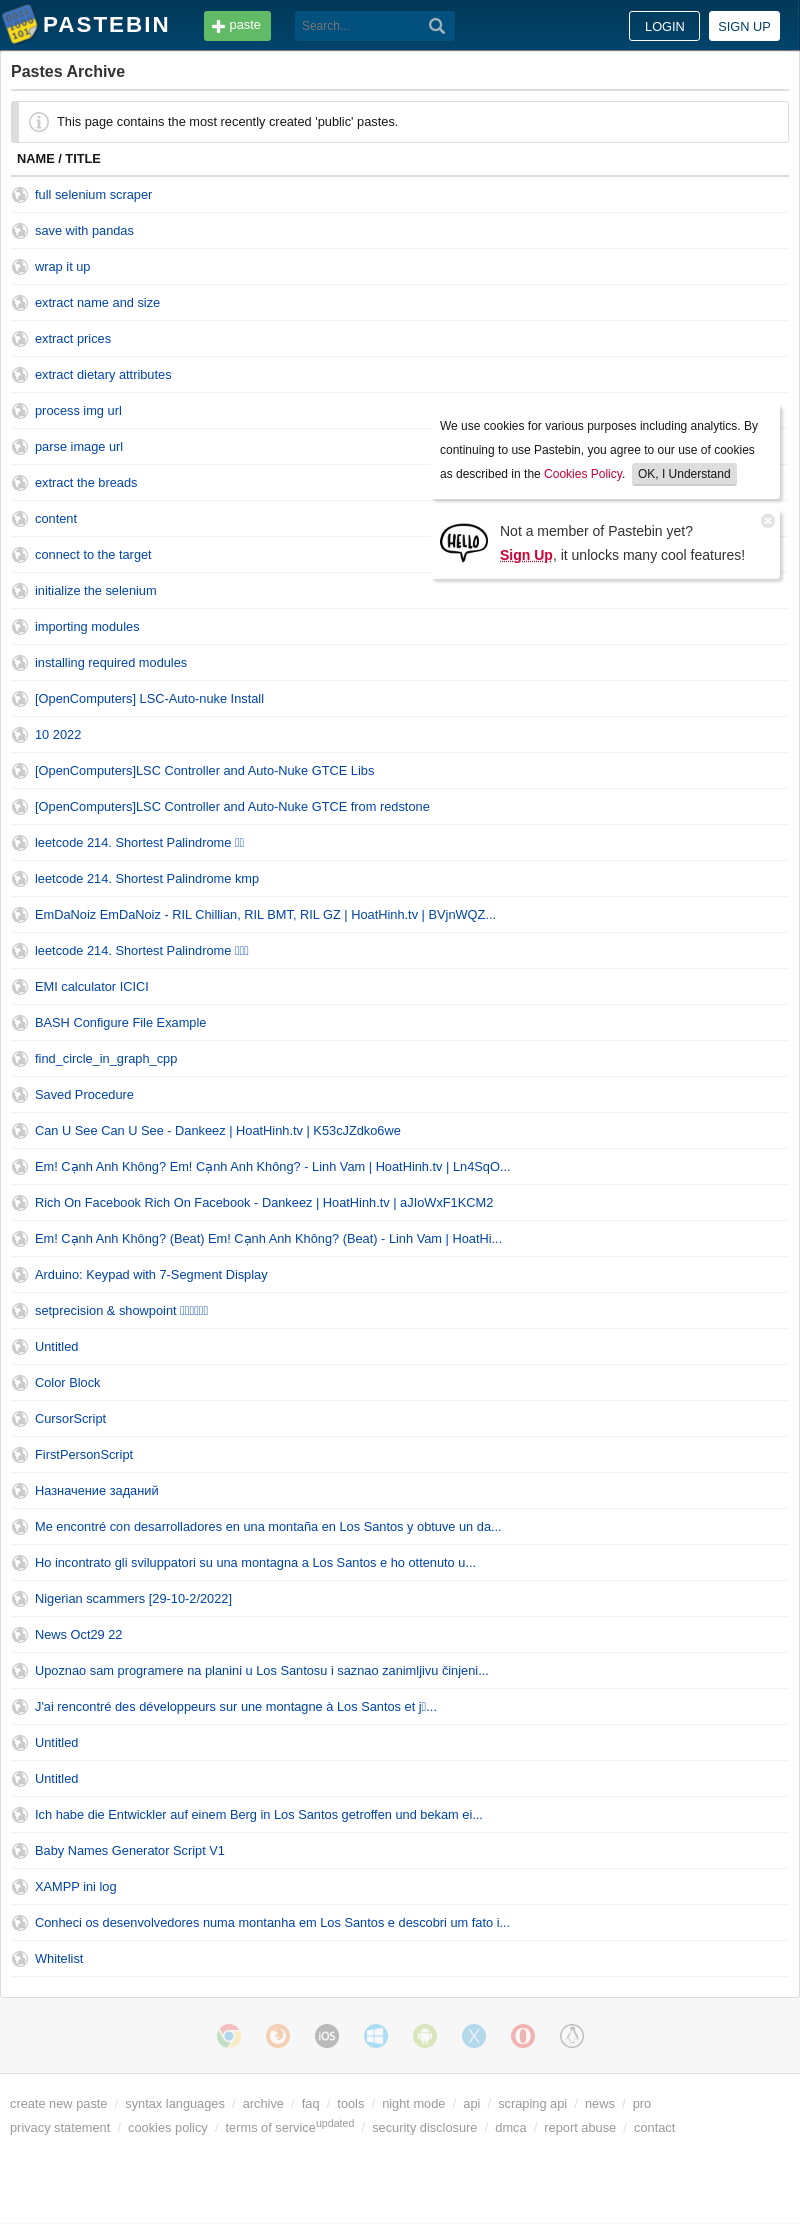 PASTEBIN
paste
Search...
LOGIN
SIGN UP
Pastes Archive
This page contains the most recently created 'public' pastes.
NAME / TITLE
full selenium scraper
save with pandas
wrap it up
extract name and size
extract prices
extract dietary attributes
process img url
parse image url
extract the breads
content
connect to the target
initialize the selenium
importing modules
installing required modules
We use cookies for various purposes including analytics. By
continuing to use Pastebin, you agree to our use of cookies
as described in the Cookies Policy. OK, I Understand
HELLO
Not a member of Pastebin yet?
Sign Up, it unlocks many cool features!
[OpenComputers] LSC-Auto-nuke Install
10 2022
[OpenComputers]LSC Controller and Auto-Nuke GTCE Libs
[OpenComputers]LSC Controller and Auto-Nuke GTCE from redstone
leetcode 214. Shortest Palindrome
leetcode 214. Shortest Palindrome kmp
EmDaNoiz EmDaNoiz - RIL Chillian, RIL BMT, RIL GZ | HoatHinh.tv | BVjnWQZ...
leetcode 214. Shortest Palindrome
EMI calculator ICICI
BASH Configure File Example
find_circle_in_graph_cpp
Saved Procedure
Can U See Can U See - Dankeez | HoatHinh.tv | K53cJZdko6we
Em! Cạnh Anh Không? Em! Cạnh Anh Không? - Linh Vam | HoatHinh.tv | Ln4SqO...
Rich On Facebook Rich On Facebook - Dankeez | HoatHinh.tv | aJIoWxF1KCM2
Em! Cạnh Anh Không? (Beat) Em! Cạnh Anh Không? (Beat) - Linh Vam | HoatHi...
Arduino: Keypad with 7-Segment Display
setprecision & showpoint
Untitled
Color Block
CursorScript
FirstPersonScript
Назначение заданий
Me encontré con desarrolladores en una montaña en Los Santos y obtuve un da...
Ho incontrato gli sviluppatori su una montagna a Los Santos e ho ottenuto u...
Nigerian scammers [29-10-2/2022]
News Oct29 22
Upoznao sam programere na planini u Los Santosu i saznao zanimljivu činjeni...
J'ai rencontré des développeurs sur une montagne à Los Santos et j...
Untitled
Untitled
Ich habe die Entwickler auf einem Berg in Los Santos getroffen und bekam ei...
Baby Names Generator Script V1
XAMPP ini log
Conheci os desenvolvedores numa montanha em Los Santos e descobri um fato i...
Whitelist
iOS
create new paste / syntax languages / archive / faq / tools / night mode / api / scraping api / news / pro
privacy statement / cookies policy / terms of service updated / security disclosure / dmca / report abuse / contact